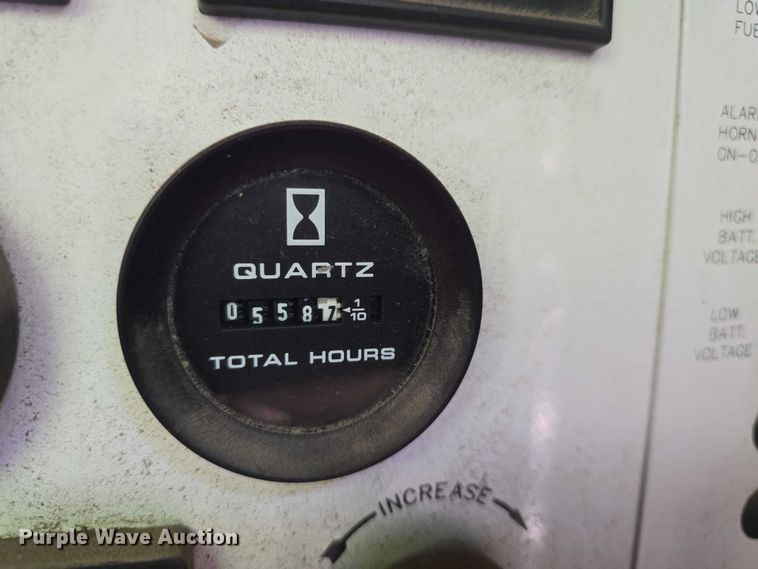 QUARTZ
0 5 5 8 7 ◄ 1/10
TOTAL HOURS
INCREASE
LOW
FUE
ALAR
HORN
ON-O
HIGH
BATT.
VOLTAGE
LOW
BATT.
VOLTAGE
Purple Wave Auction